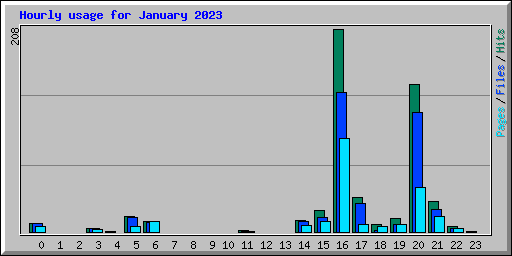 Hourly usage for January 2023
208
Pages/Files/Hits
0 1 2 3 4 5 6 7 8 9 10 11 12 13 14 15 16 17 18 19 20 21 22 23